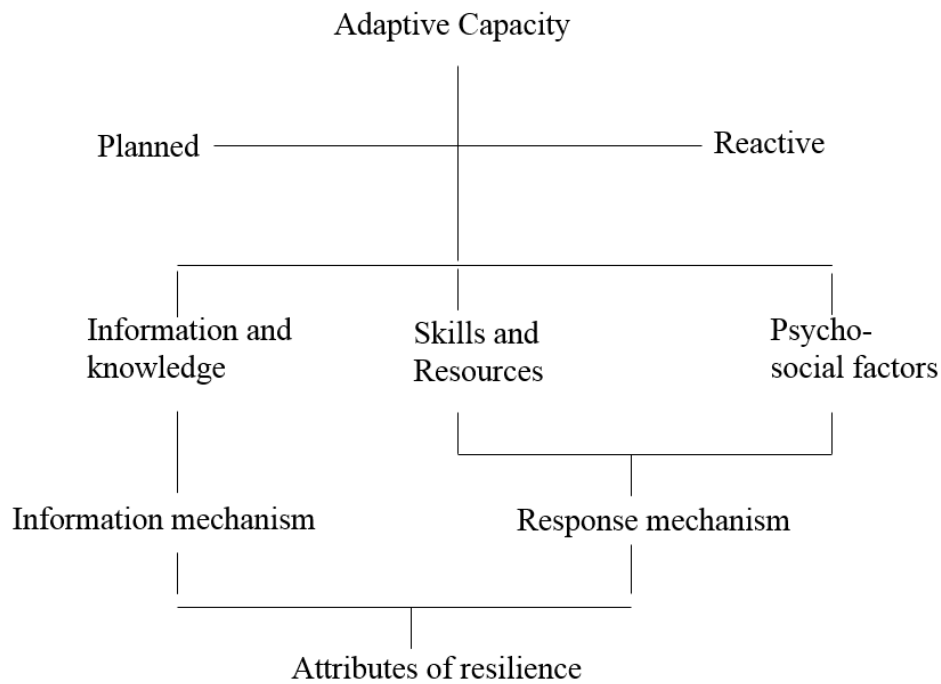 Adaptive Capacity
Planned
Reactive
Information and
knowledge
Skills and
Resources
Psycho-
social factors
Information mechanism
Response mechanism
Attributes of resilience